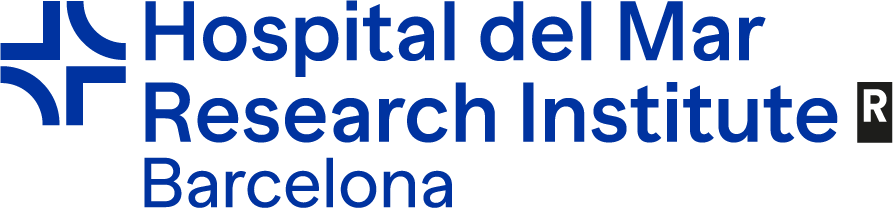 Hospital del Mar
Research Institute R
Barcelona